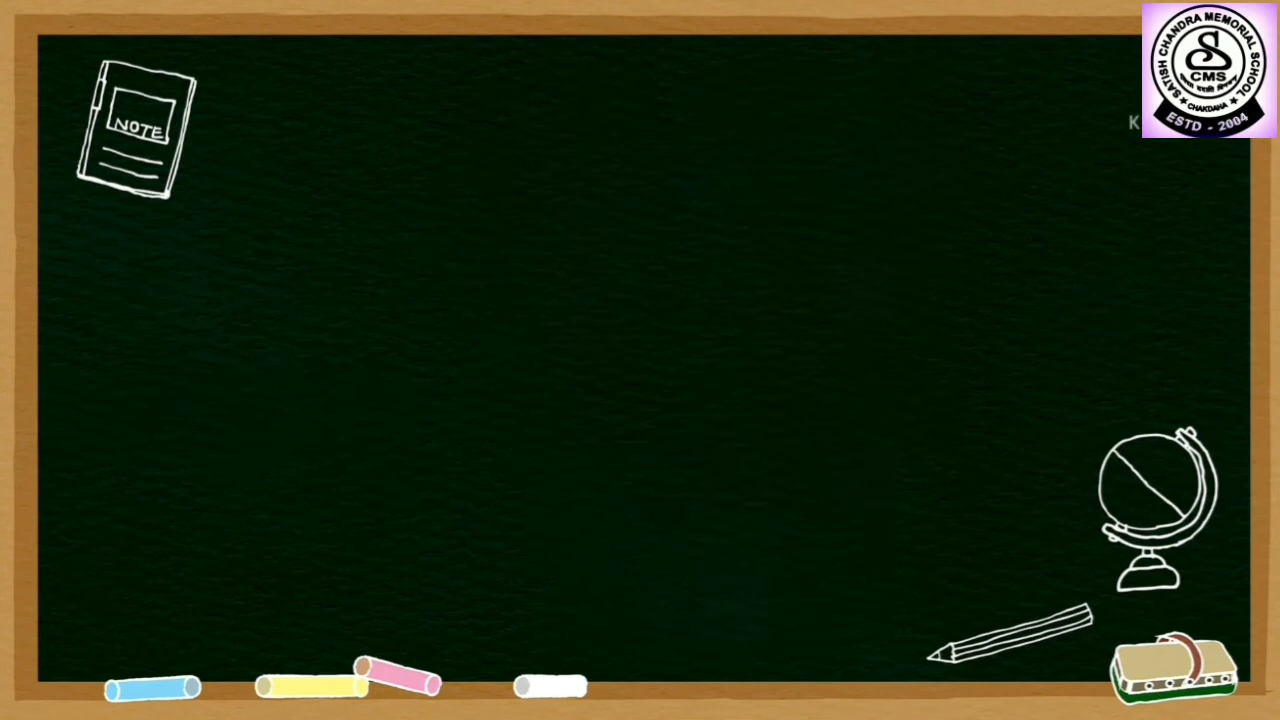 NOTE
SATISH CHANDRA MEMORIAL SCHOOL
S
CMS
★ CHAKDAHA ★
ESTD - 2004
K